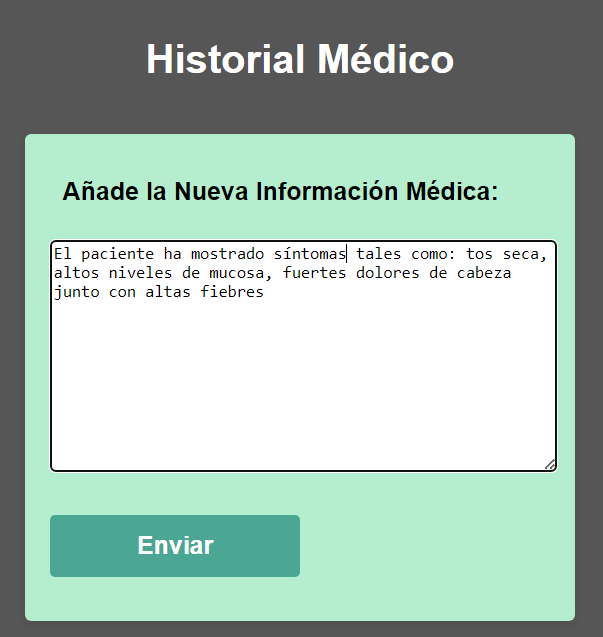 Historial Médico
Añade la Nueva Información Médica:
El paciente ha mostrado síntomas tales como: tos seca,
altos niveles de mucosa, fuertes dolores de cabeza
junto con altas fiebres
Enviar